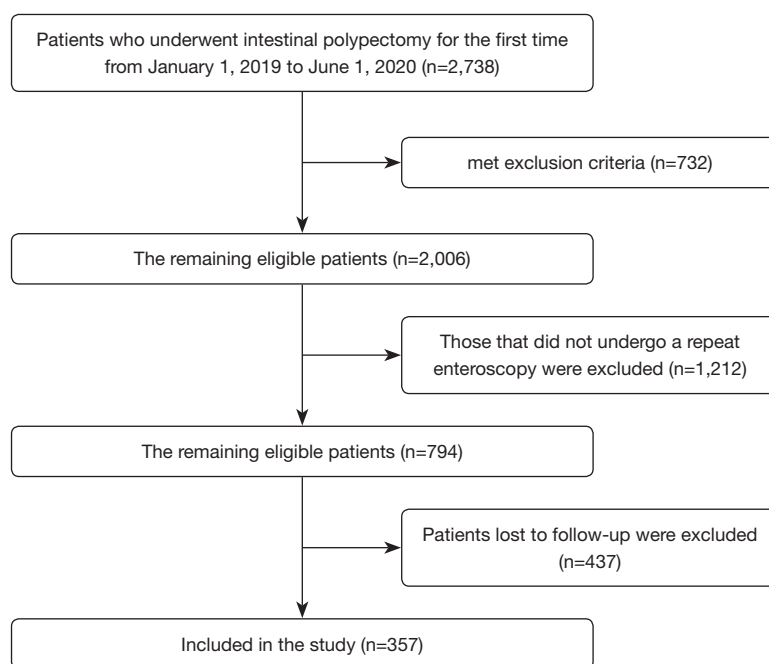 Patients who underwent intestinal polypectomy for the first time
from January 1, 2019 to June 1, 2020 (n=2,738)
met exclusion criteria (n=732)
The remaining eligible patients (n=2,006)
Those that did not undergo a repeat
enteroscopy were excluded (n=1,212)
The remaining eligible patients (n=794)
Patients lost to follow-up were excluded
(n=437)
Included in the study (n=357)